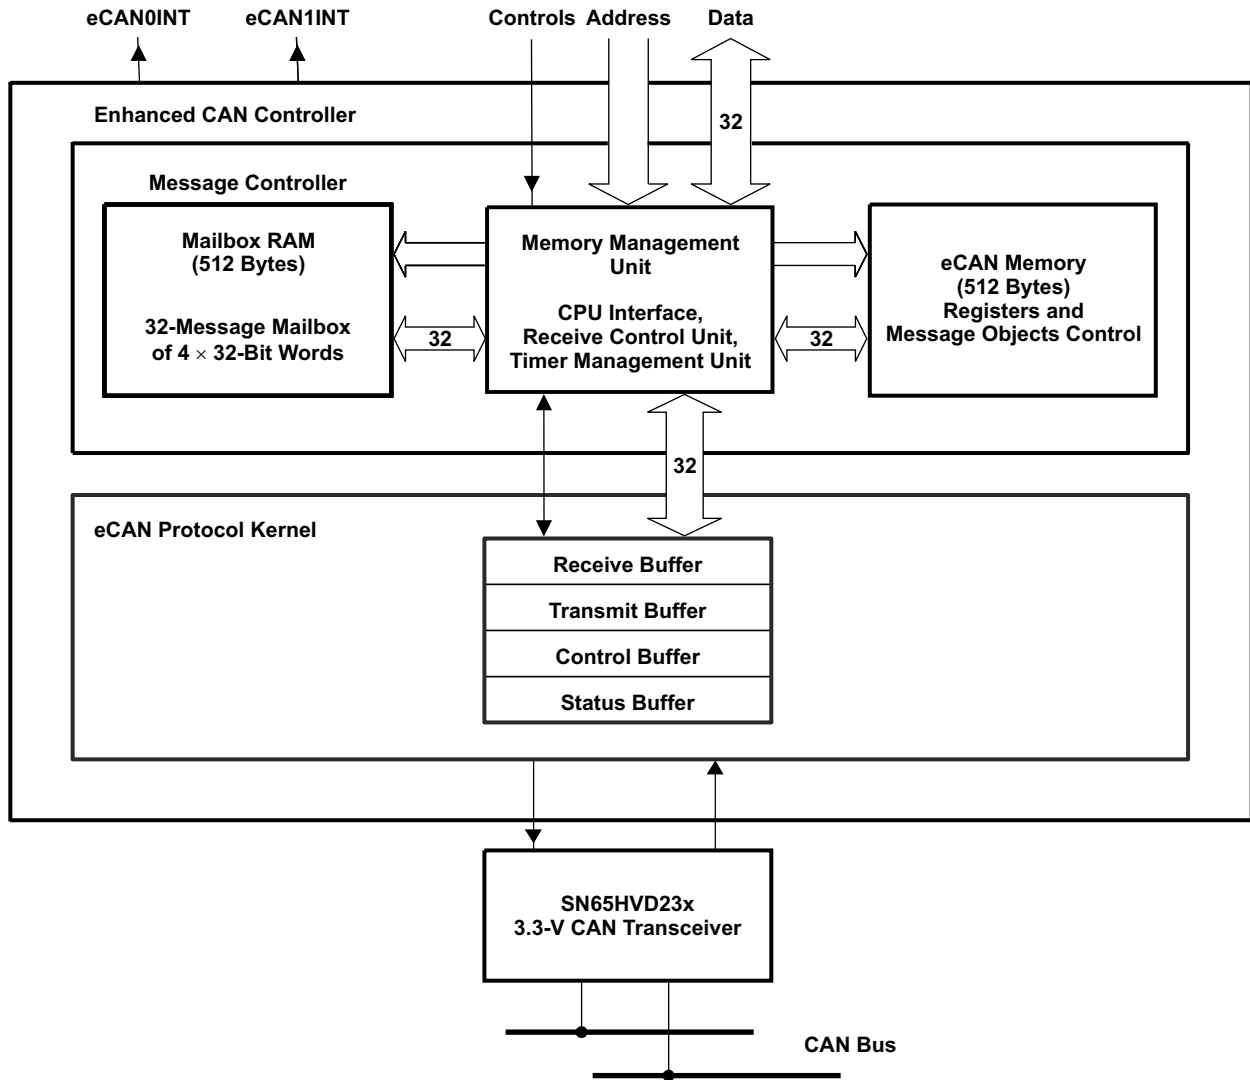 eCAN0INT
eCAN1INT
Controls
Address
Data
32
Enhanced CAN Controller
Message Controller
Mailbox RAM
(512 Bytes)
32-Message Mailbox
of 4 × 32-Bit Words
32
Memory Management
Unit
CPU Interface,
Receive Control Unit,
Timer Management Unit
32
eCAN Memory
(512 Bytes)
Registers and
Message Objects Control
32
eCAN Protocol Kernel
Receive Buffer
Transmit Buffer
Control Buffer
Status Buffer
SN65HVD23x
3.3-V CAN Transceiver
CAN Bus